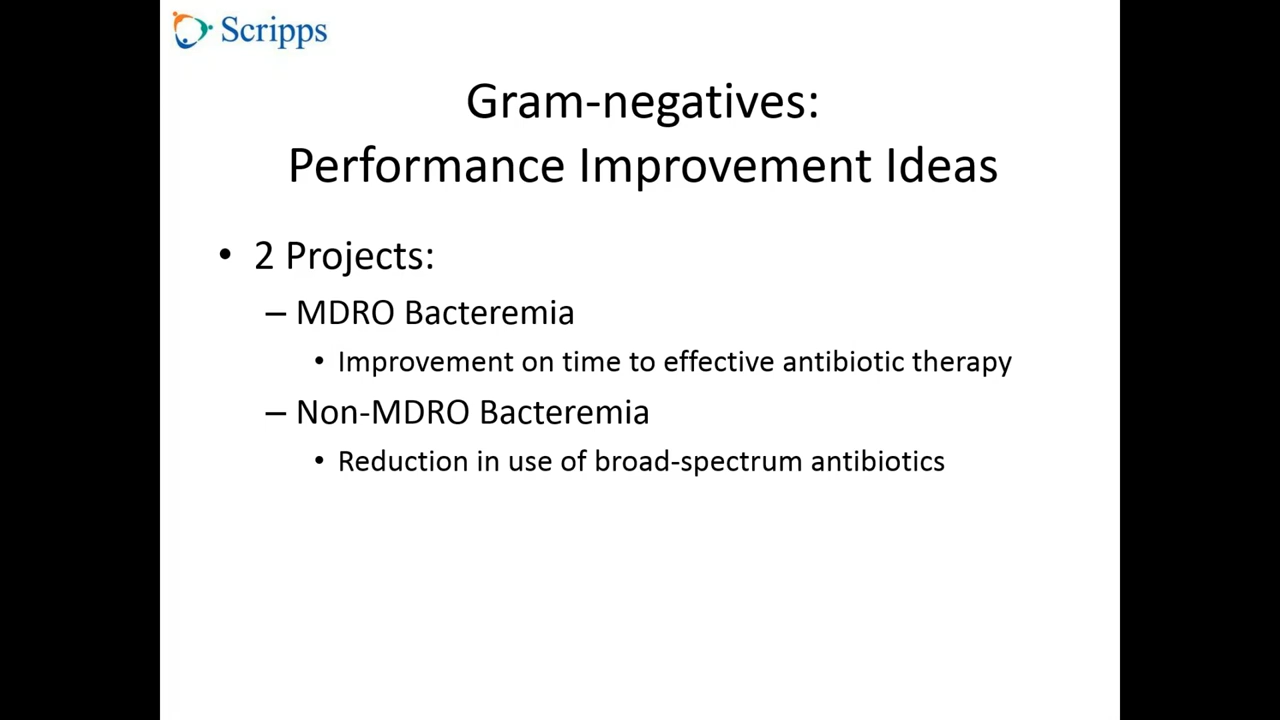 Scripps
Gram-negatives:
Performance Improvement Ideas
• 2 Projects:
– MDRO Bacteremia
• Improvement on time to effective antibiotic therapy
– Non-MDRO Bacteremia
• Reduction in use of broad-spectrum antibiotics